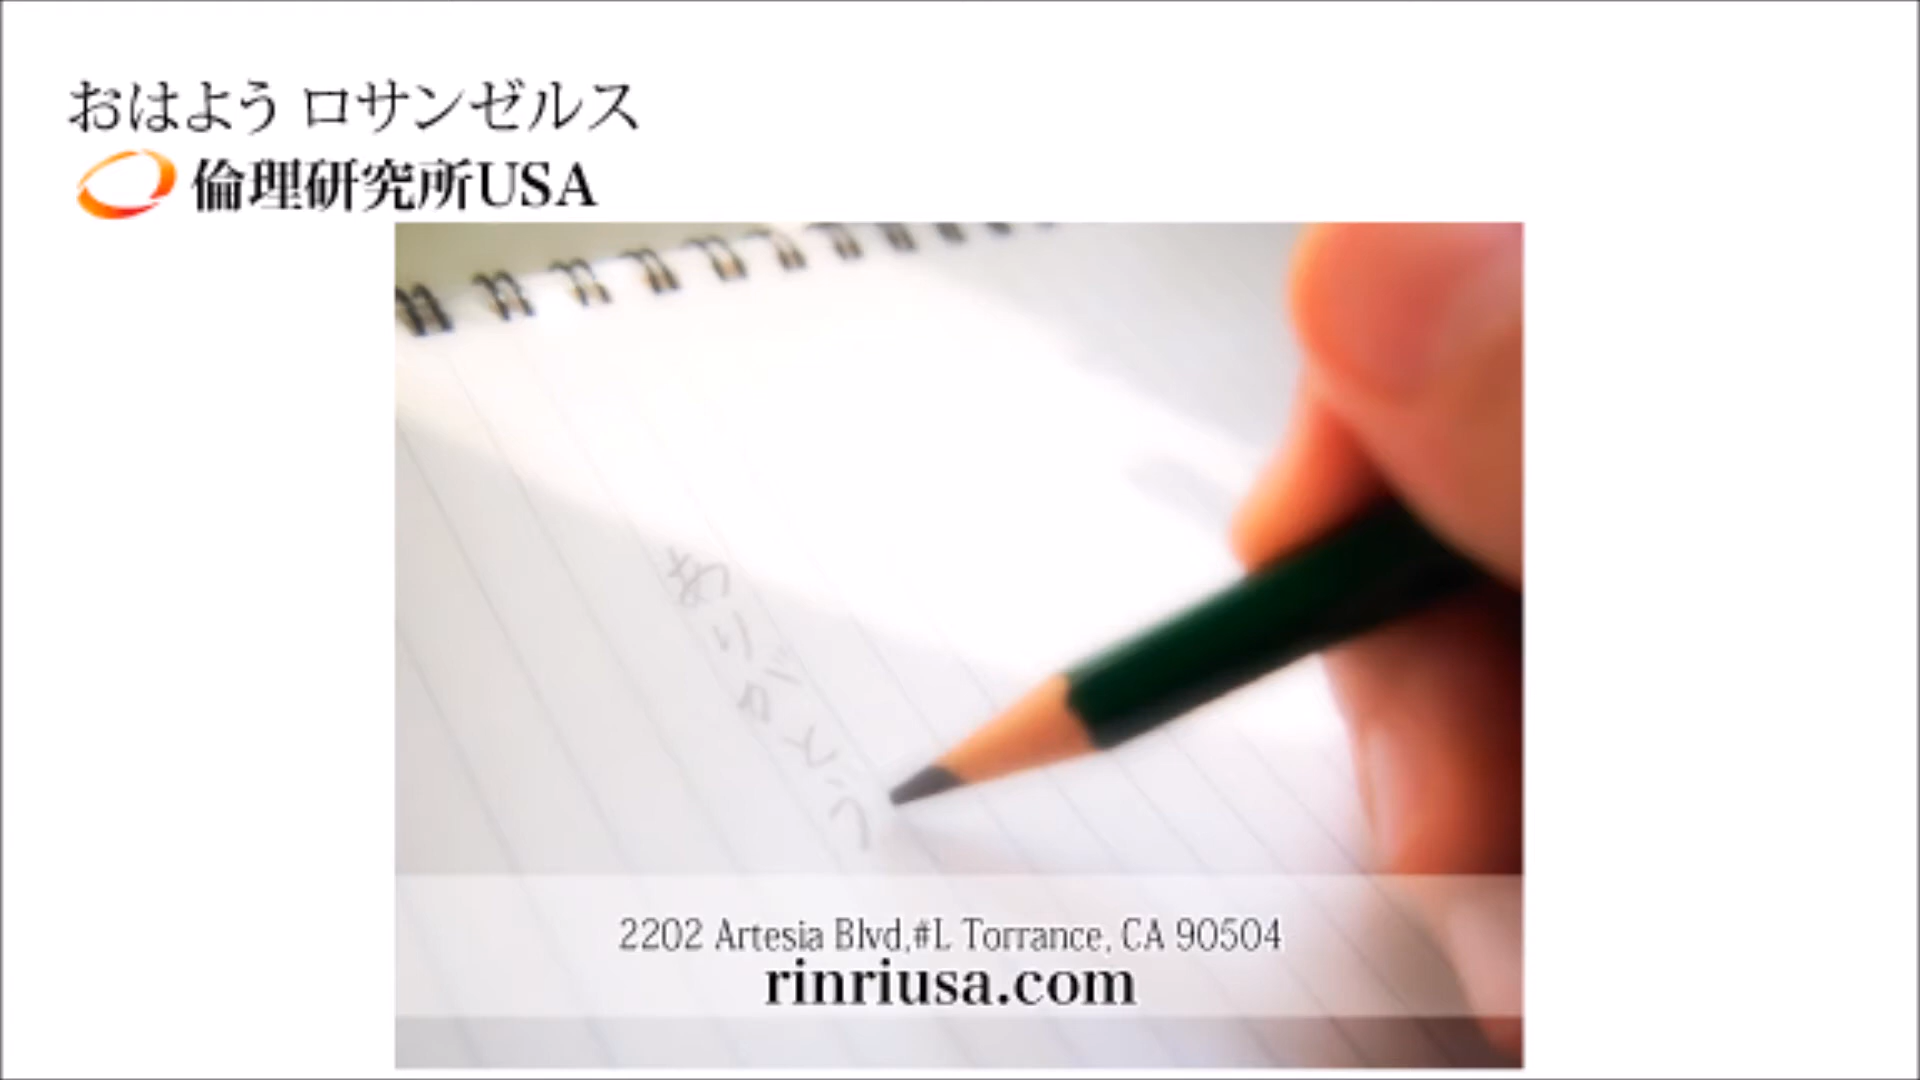 おはよう ロサンゼルス
倫理研究所USA
ありがとう
2202 Artesia Blvd,#L Torrance, CA 90504
rinriusa.com